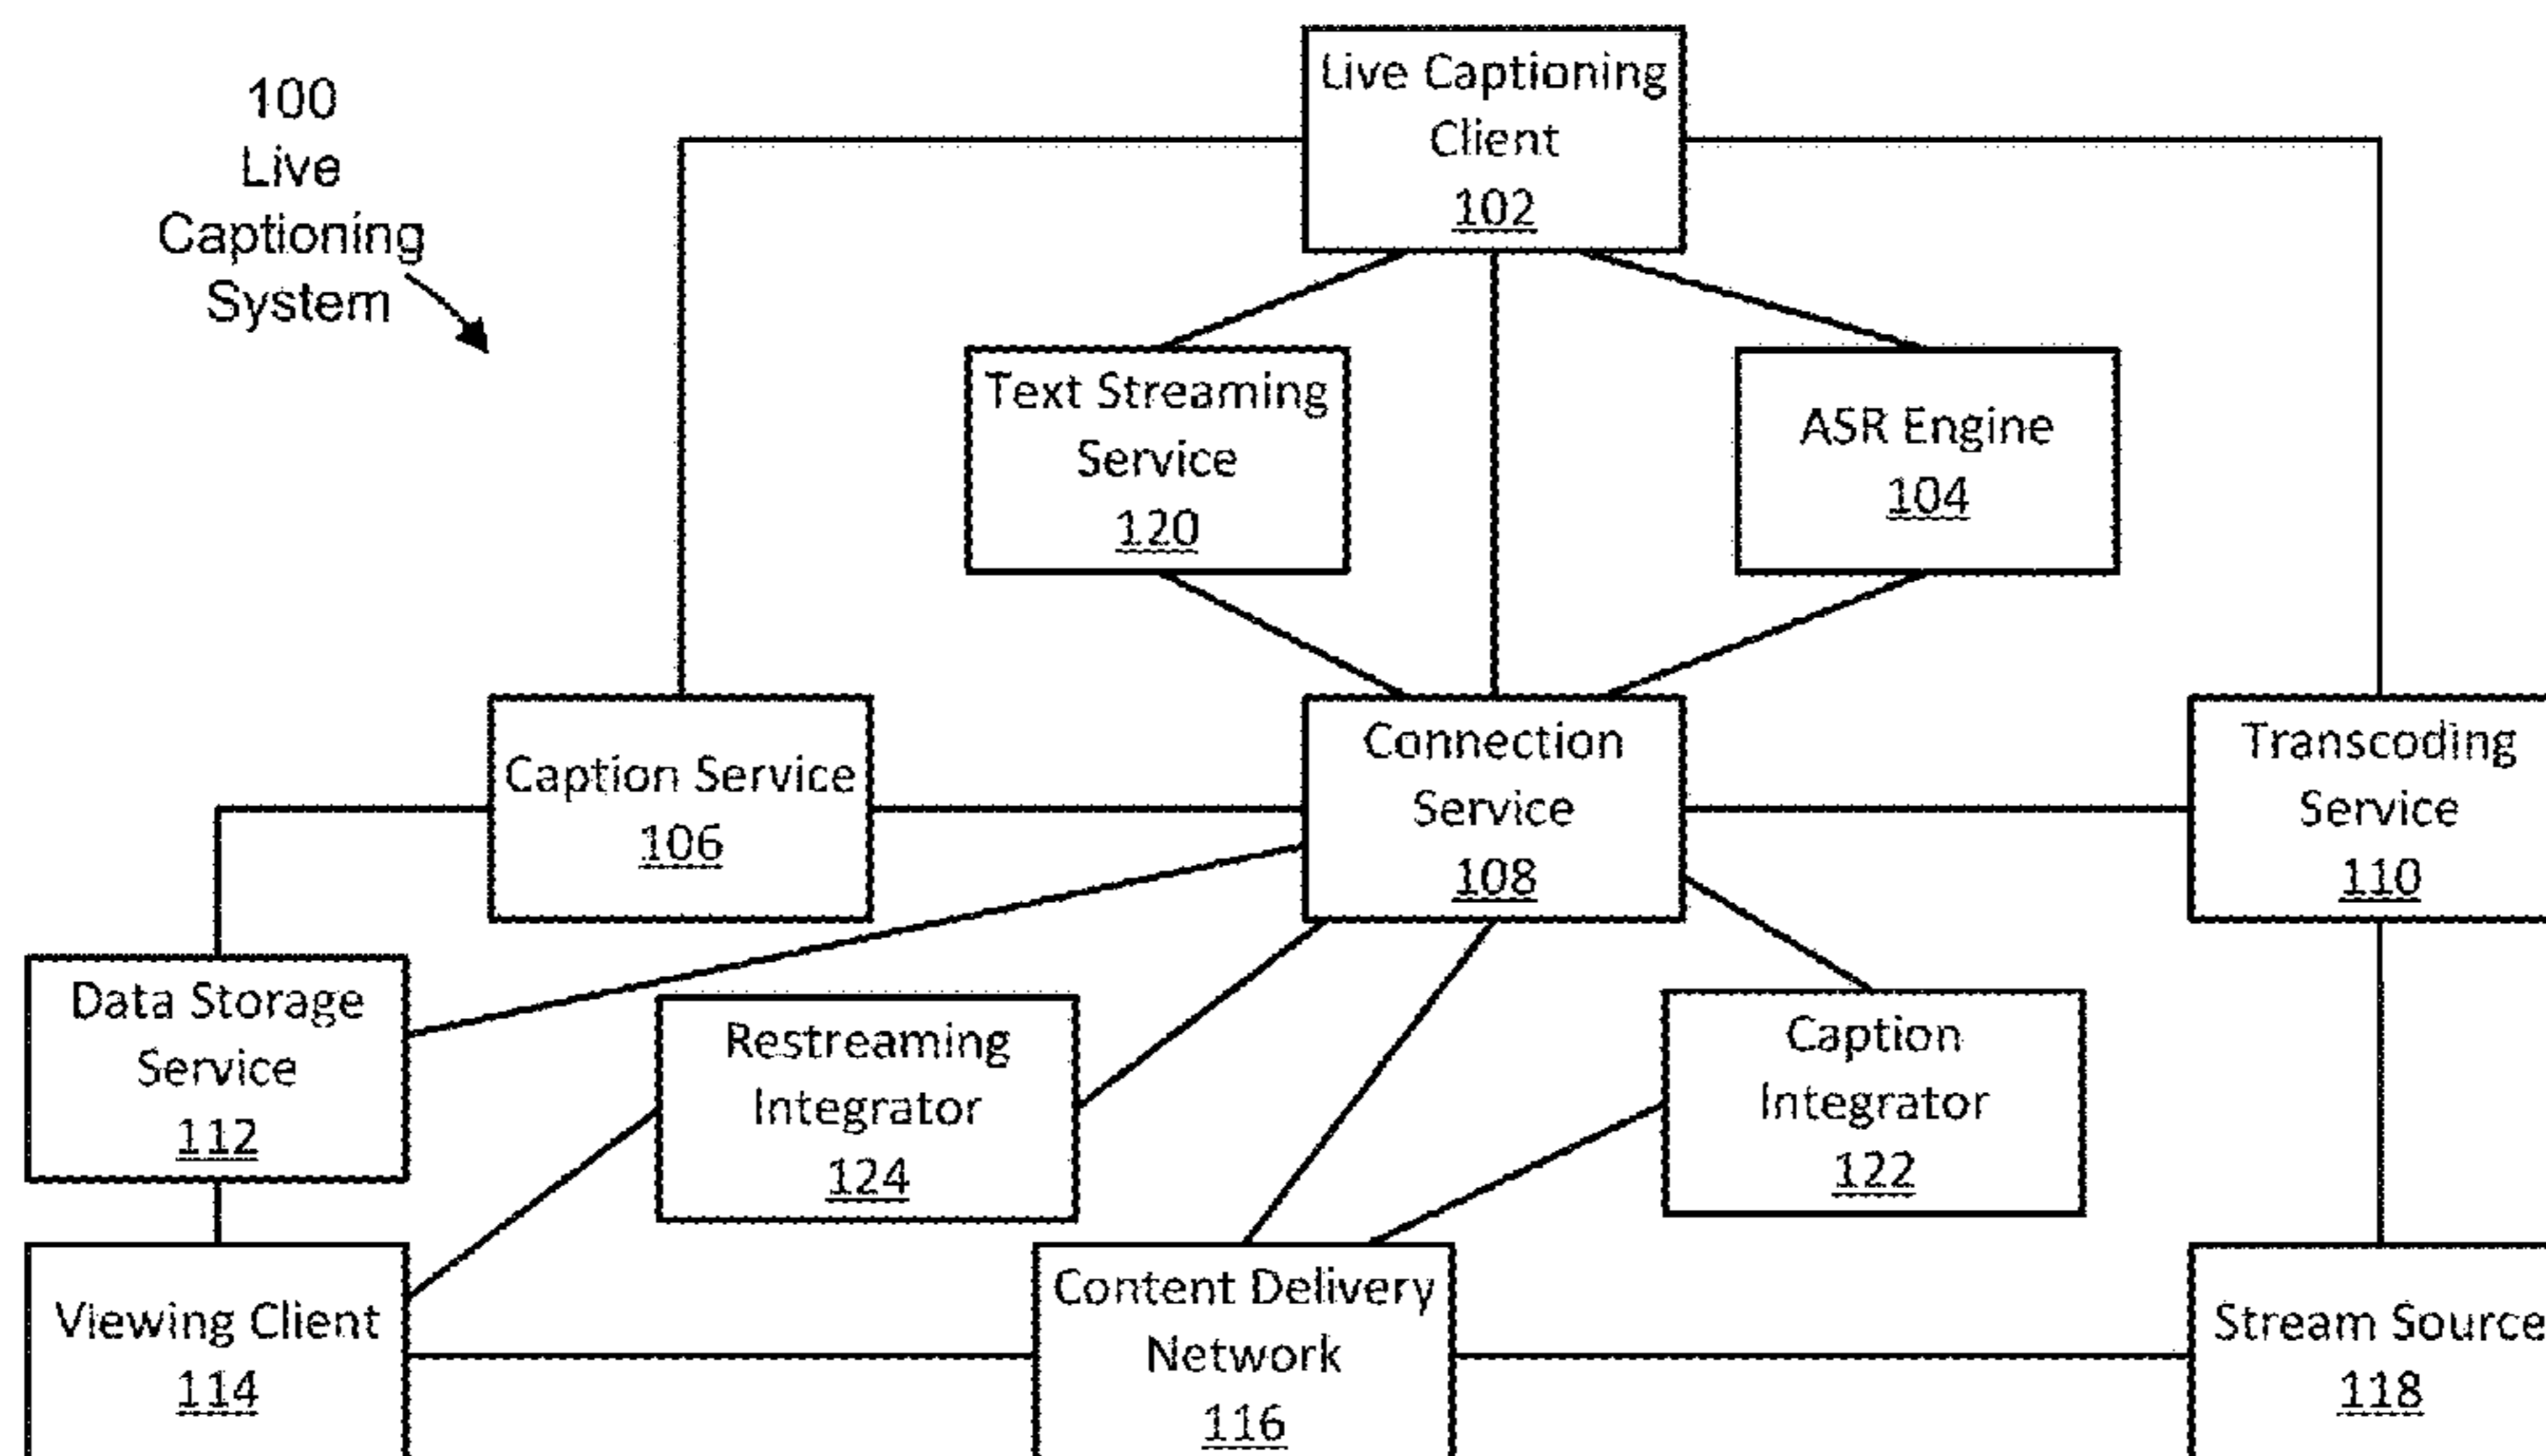 100
Live
Captioning
System
Live Captioning
Client
102
Text Streaming
Service
120
ASR Engine
104
Caption Service
106
Connection
Service
108
Transcoding
Service
110
Data Storage
Service
112
Restreaming
Integrator
124
Caption
Integrator
122
Viewing Client
114
Content Delivery
Network
116
Stream Source
118